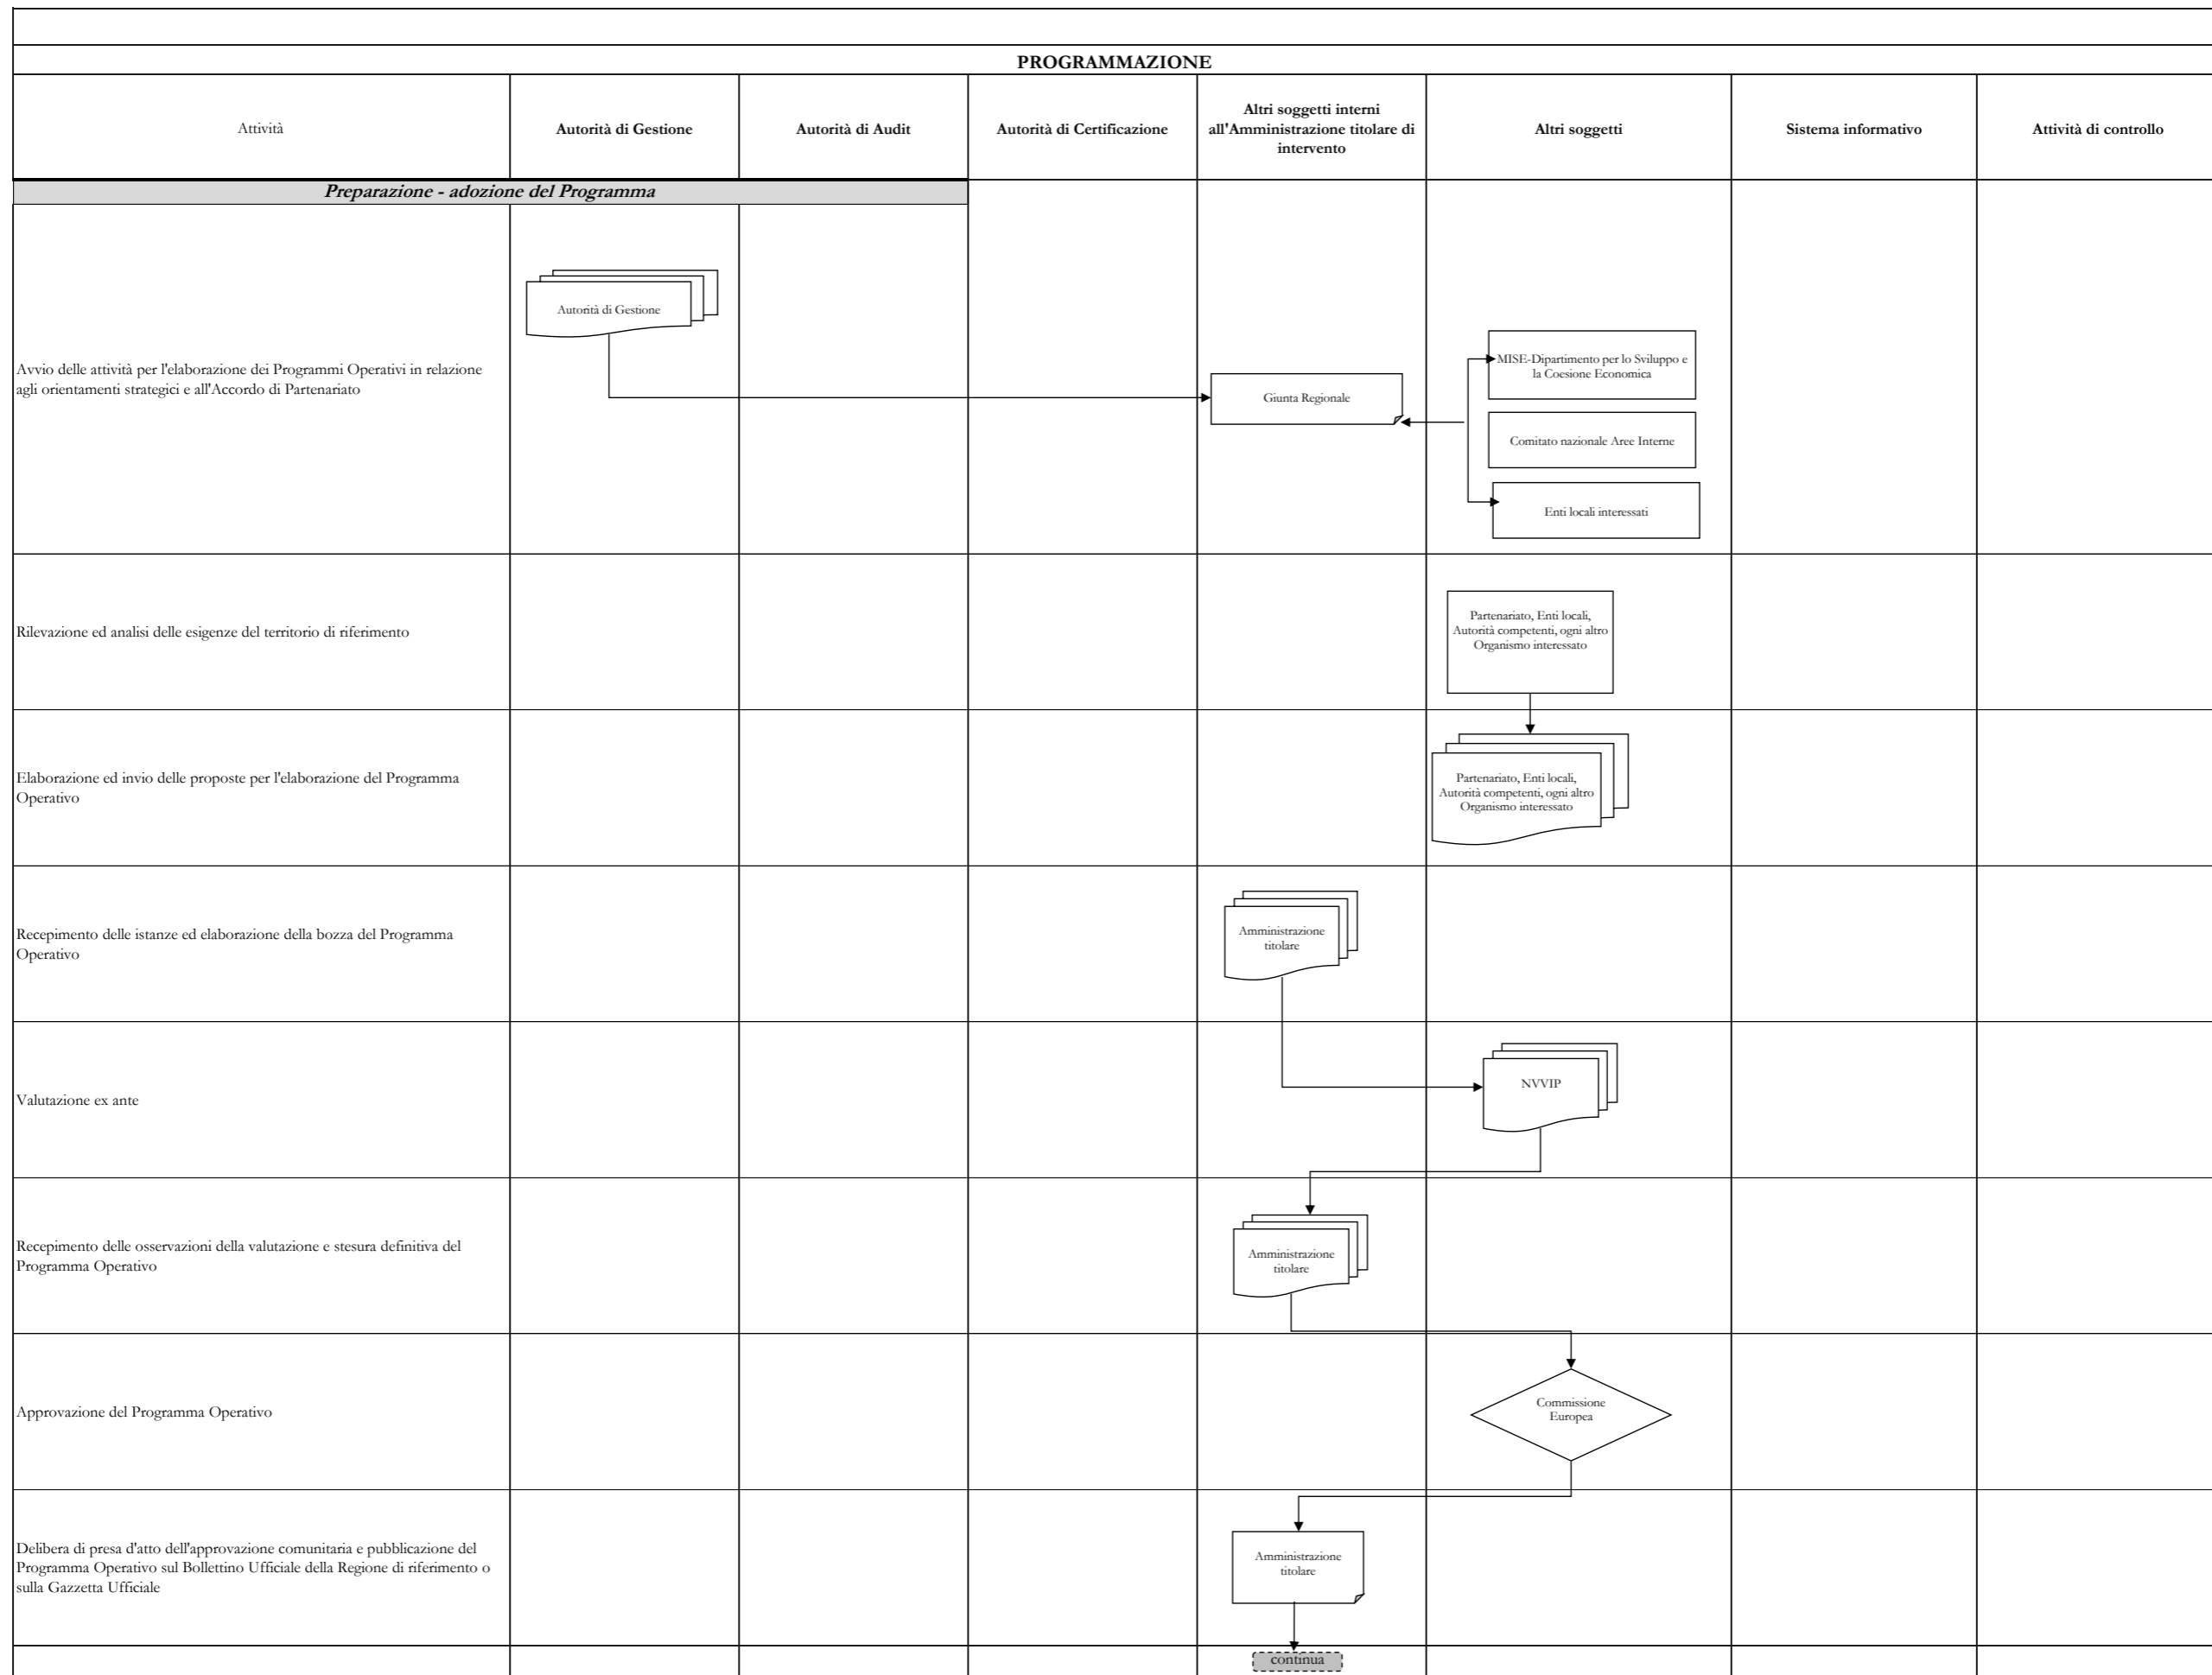 PROGRAMMAZIONE
Attività
Autorità di Gestione
Autorità di Audit
Autorità di Certificazione
Altri soggetti interni
all'Amministrazione titolare di
intervento
Altri soggetti
Sistema informativo
Attività di controllo
Preparazione - adozione del Programma
Avvio delle attività per l'elaborazione dei Programmi Operativi in relazione
agli orientamenti strategici e all'Accordo di Partenariato
Autorità di Gestione
Giunta Regionale
MISE-Dipartimento per lo Sviluppo e
la Coesione Economica
Comitato nazionale Aree Interne
Enti locali interessati
Rilevazione ed analisi delle esigenze del territorio di riferimento
Partenariato, Enti locali,
Autorità competenti, ogni altro
Organismo interessato
Elaborazione ed invio delle proposte per l'elaborazione del Programma
Operativo
Partenariato, Enti locali,
Autorità competenti, ogni altro
Organismo interessato
Recepimento delle istanze ed elaborazione della bozza del Programma
Operativo
Amministrazione
titolare
Valutazione ex ante
NVVIP
Recepimento delle osservazioni della valutazione e stesura definitiva del
Programma Operativo
Amministrazione
titolare
Approvazione del Programma Operativo
Commissione
Europea
Delibera di presa d'atto dell'approvazione comunitaria e pubblicazione del
Programma Operativo sul Bollettino Ufficiale della Regione di riferimento o
sulla Gazzetta Ufficiale
Amministrazione
titolare
continua